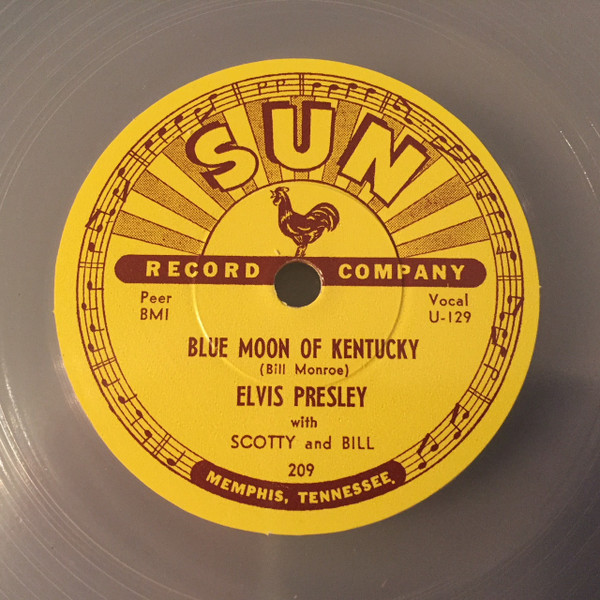 SUN
RECORD COMPANY
Peer
BMI
Vocal
U-129
BLUE MOON OF KENTUCKY
(Bill Monroe)
ELVIS PRESLEY
with
SCOTTY and BILL
209
MEMPHIS, TENNESSEE.